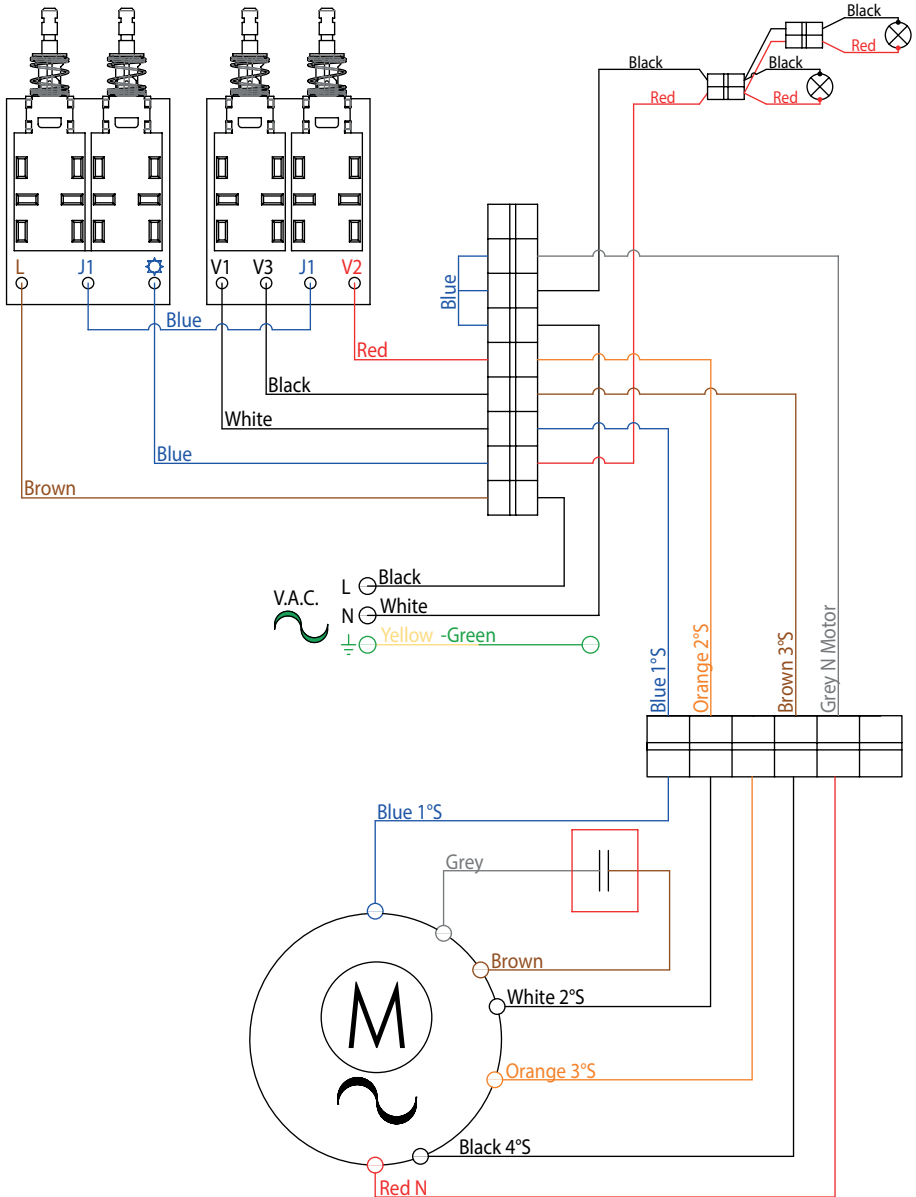 Black
Red
Black
Black
Red
Red
L
J1
V1
V3
J1
V2
Blue
Blue
Red
Black
White
Blue
Brown
L
Black
V.A.C.
N
White
Yellow -Green
Blue 1°S
Orange 2°S
Brown 3°S
Grey N Motor
Blue 1°S
Grey
Brown
White 2°S
M
Orange 3°S
Black 4°S
Red N